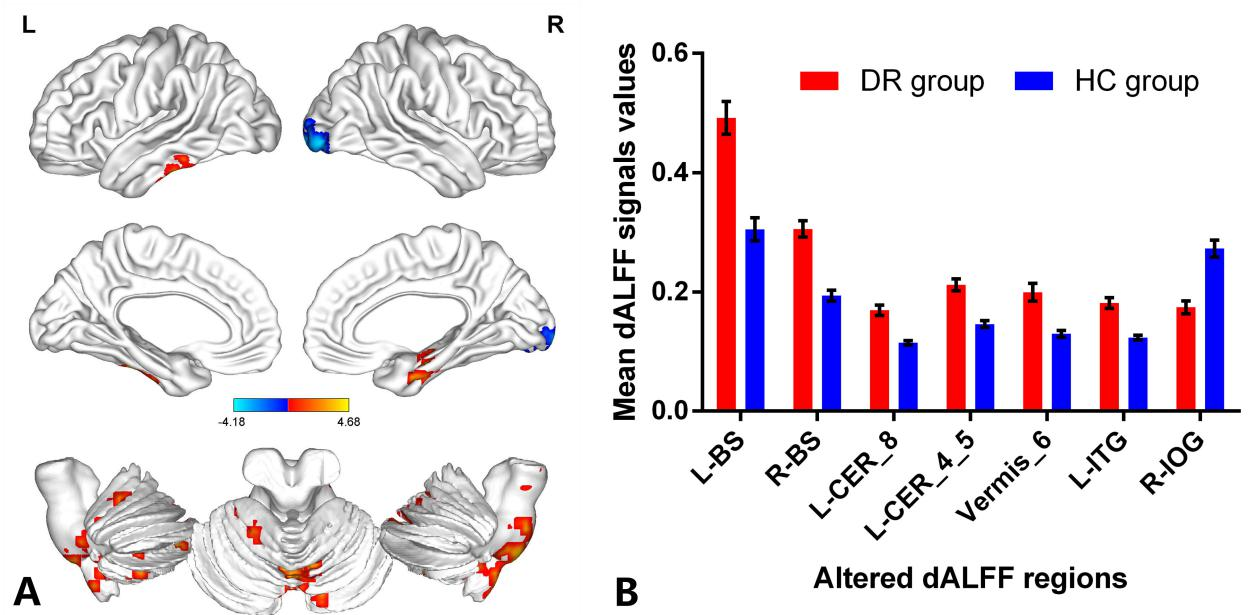 L
R
-4.18
4.68
A
0.6
0.4
0.2
0.0
Mean dALFF signals values
DR group
HC group
L-BS
R-BS
L-CER_8
L-CER_4_5
Vermis_6
L-ITG
R-IOG
Altered dALFF regions
B